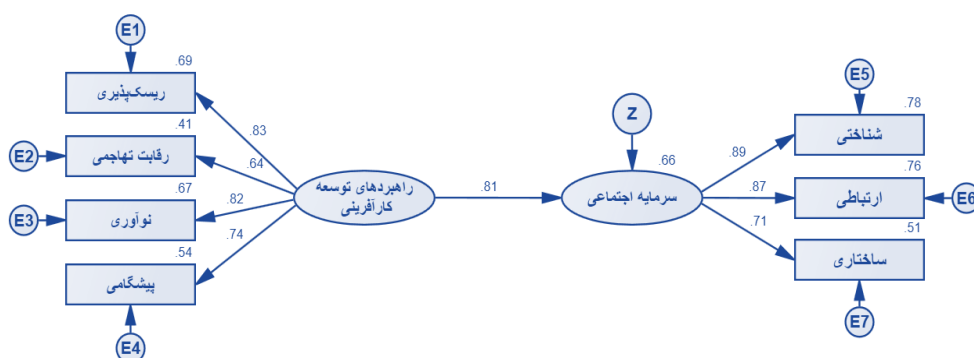 E1
.69
ریسک‌پذیری
.83
E2
.41
رقابت تهاجمی
.64
E3
.67
نوآوری
.82
E4
.54
پیشگامی
.74
راهبردهای توسعه
کارآفرینی
.81
Z
.66
سرمایه اجتماعی
E5
.78
شناختی
.89
E6
.76
ارتباطی
.87
E7
.51
ساختاری
.71